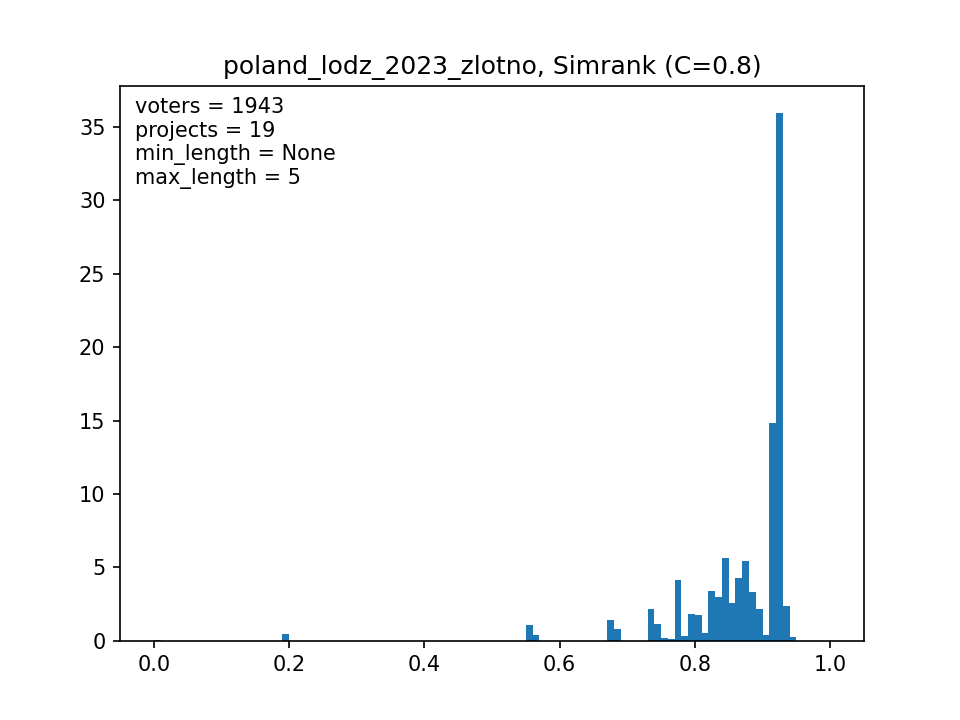 poland_lodz_2023_zlotno, Simrank (C=0.8)
voters = 1943
projects = 19
min_length = None
max_length = 5
35
30
25
20
15
10
5
0
0.0 0.2 0.4 0.6 0.8 1.0